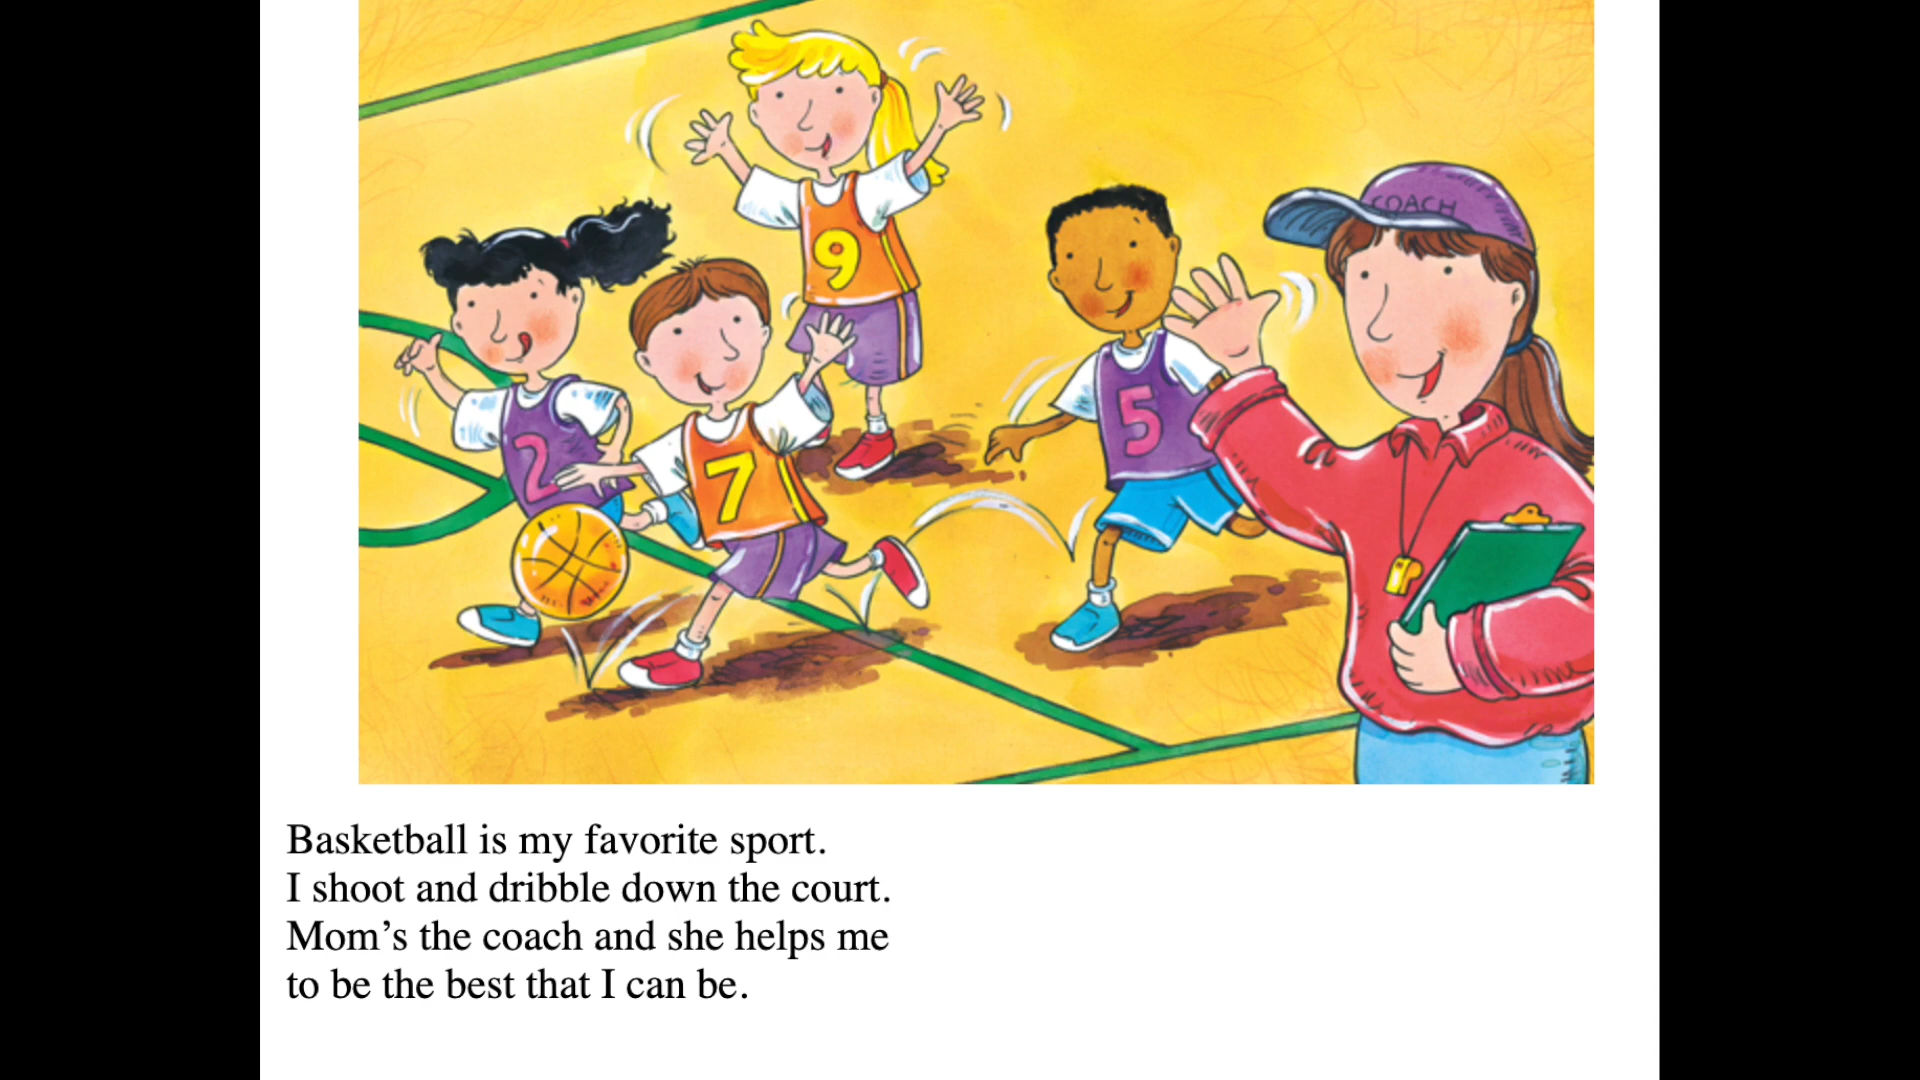 COACH
9
5
7
2
Basketball is my favorite sport.
I shoot and dribble down the court.
Mom’s the coach and she helps me
to be the best that I can be.